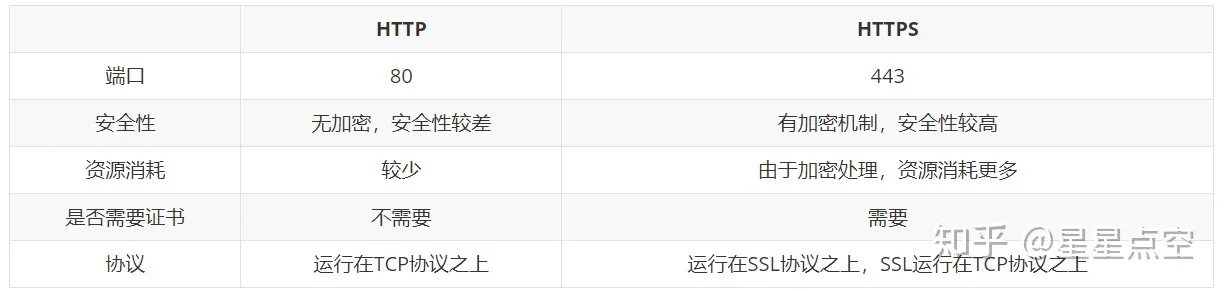 HTTP HTTPS
端口 80 443
安全性 无加密，安全性较差 有加密机制，安全性较高
资源消耗 较少 由于加密处理，资源消耗更多
是否需要证书 不需要 需要
协议 运行在TCP协议之上 运行在SSL协议之上，SSL运行在TCP协议之上
知乎 @星星点空